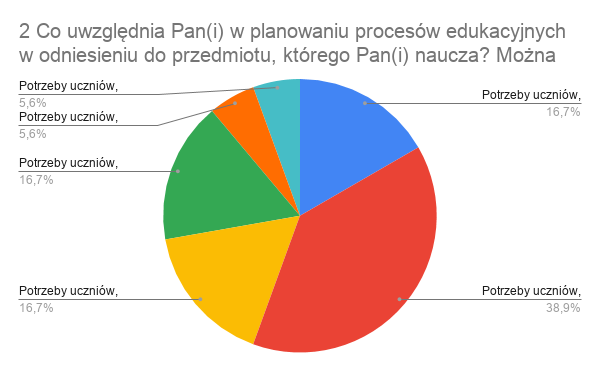 2 Co uwzględnia Pan(i) w planowaniu procesów edukacyjnych
w odniesieniu do przedmiotu, którego Pan(i) naucza? Można
Potrzeby uczniów,
5,6%
Potrzeby uczniów,
5,6%
Potrzeby uczniów,
16,7%
Potrzeby uczniów,
16,7%
Potrzeby uczniów,
16,7%
Potrzeby uczniów,
38,9%